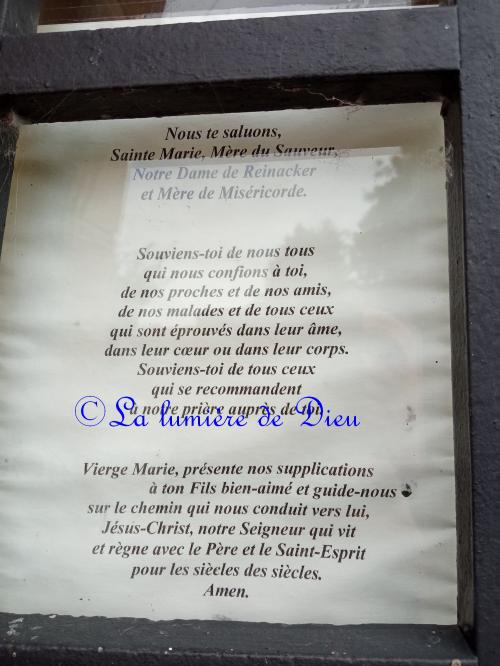 Nous te saluons,
Sainte Marie, Mère du Sauveur,
Notre Dame de Reinacker
et Mère de Miséricorde.
Souviens-toi de nous tous
qui nous confions à toi,
de nos proches et de nos amis,
de nos malades et de tous ceux
qui sont éprouvés dans leur âme,
dans leur cœur ou dans leur corps.
Souviens-toi de tous ceux
qui se recommandent
à notre prière auprès de toi.
© La lumière de Dieu
Vierge Marie, présente nos supplications
à ton Fils bien-aimé et guide-nous
sur le chemin qui nous conduit vers lui,
Jésus-Christ, notre Seigneur qui vit
et règne avec le Père et le Saint-Esprit
pour les siècles des siècles.
Amen.